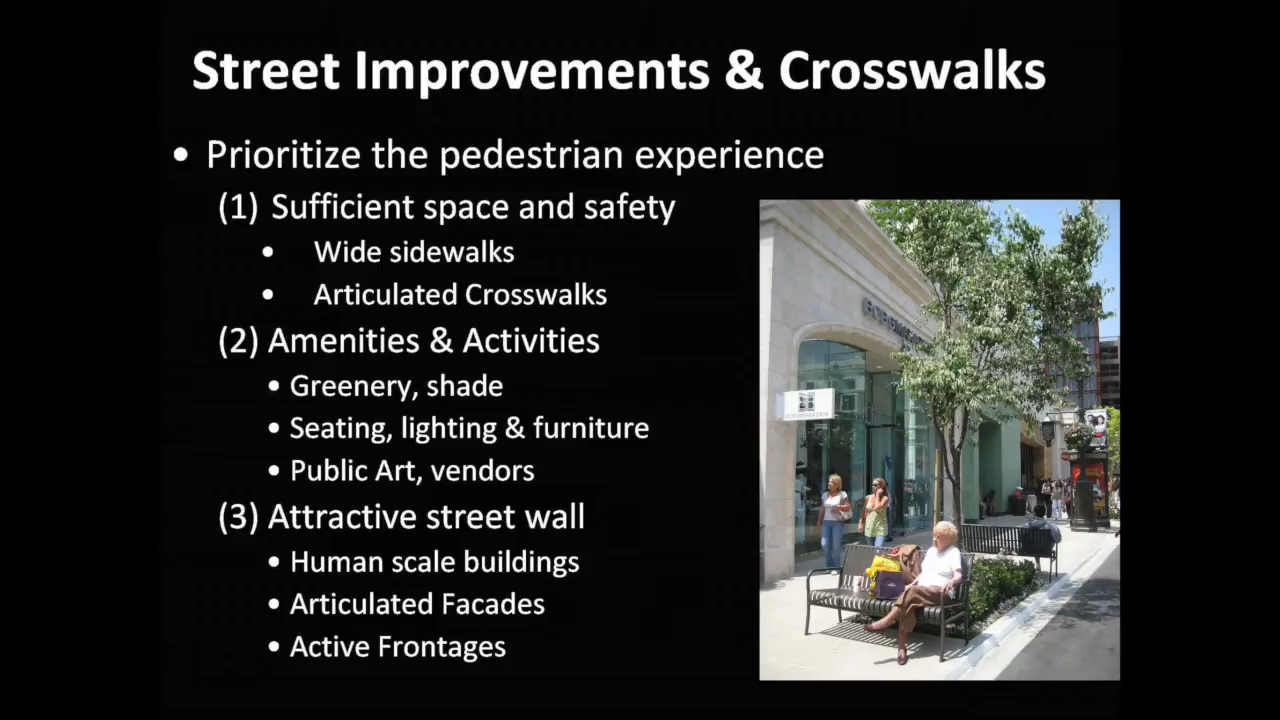 Street Improvements & Crosswalks
• Prioritize the pedestrian experience
(1) Sufficient space and safety
• Wide sidewalks
• Articulated Crosswalks
(2) Amenities & Activities
• Greenery, shade
• Seating, lighting & furniture
• Public Art, vendors
(3) Attractive street wall
• Human scale buildings
• Articulated Facades
• Active Frontages